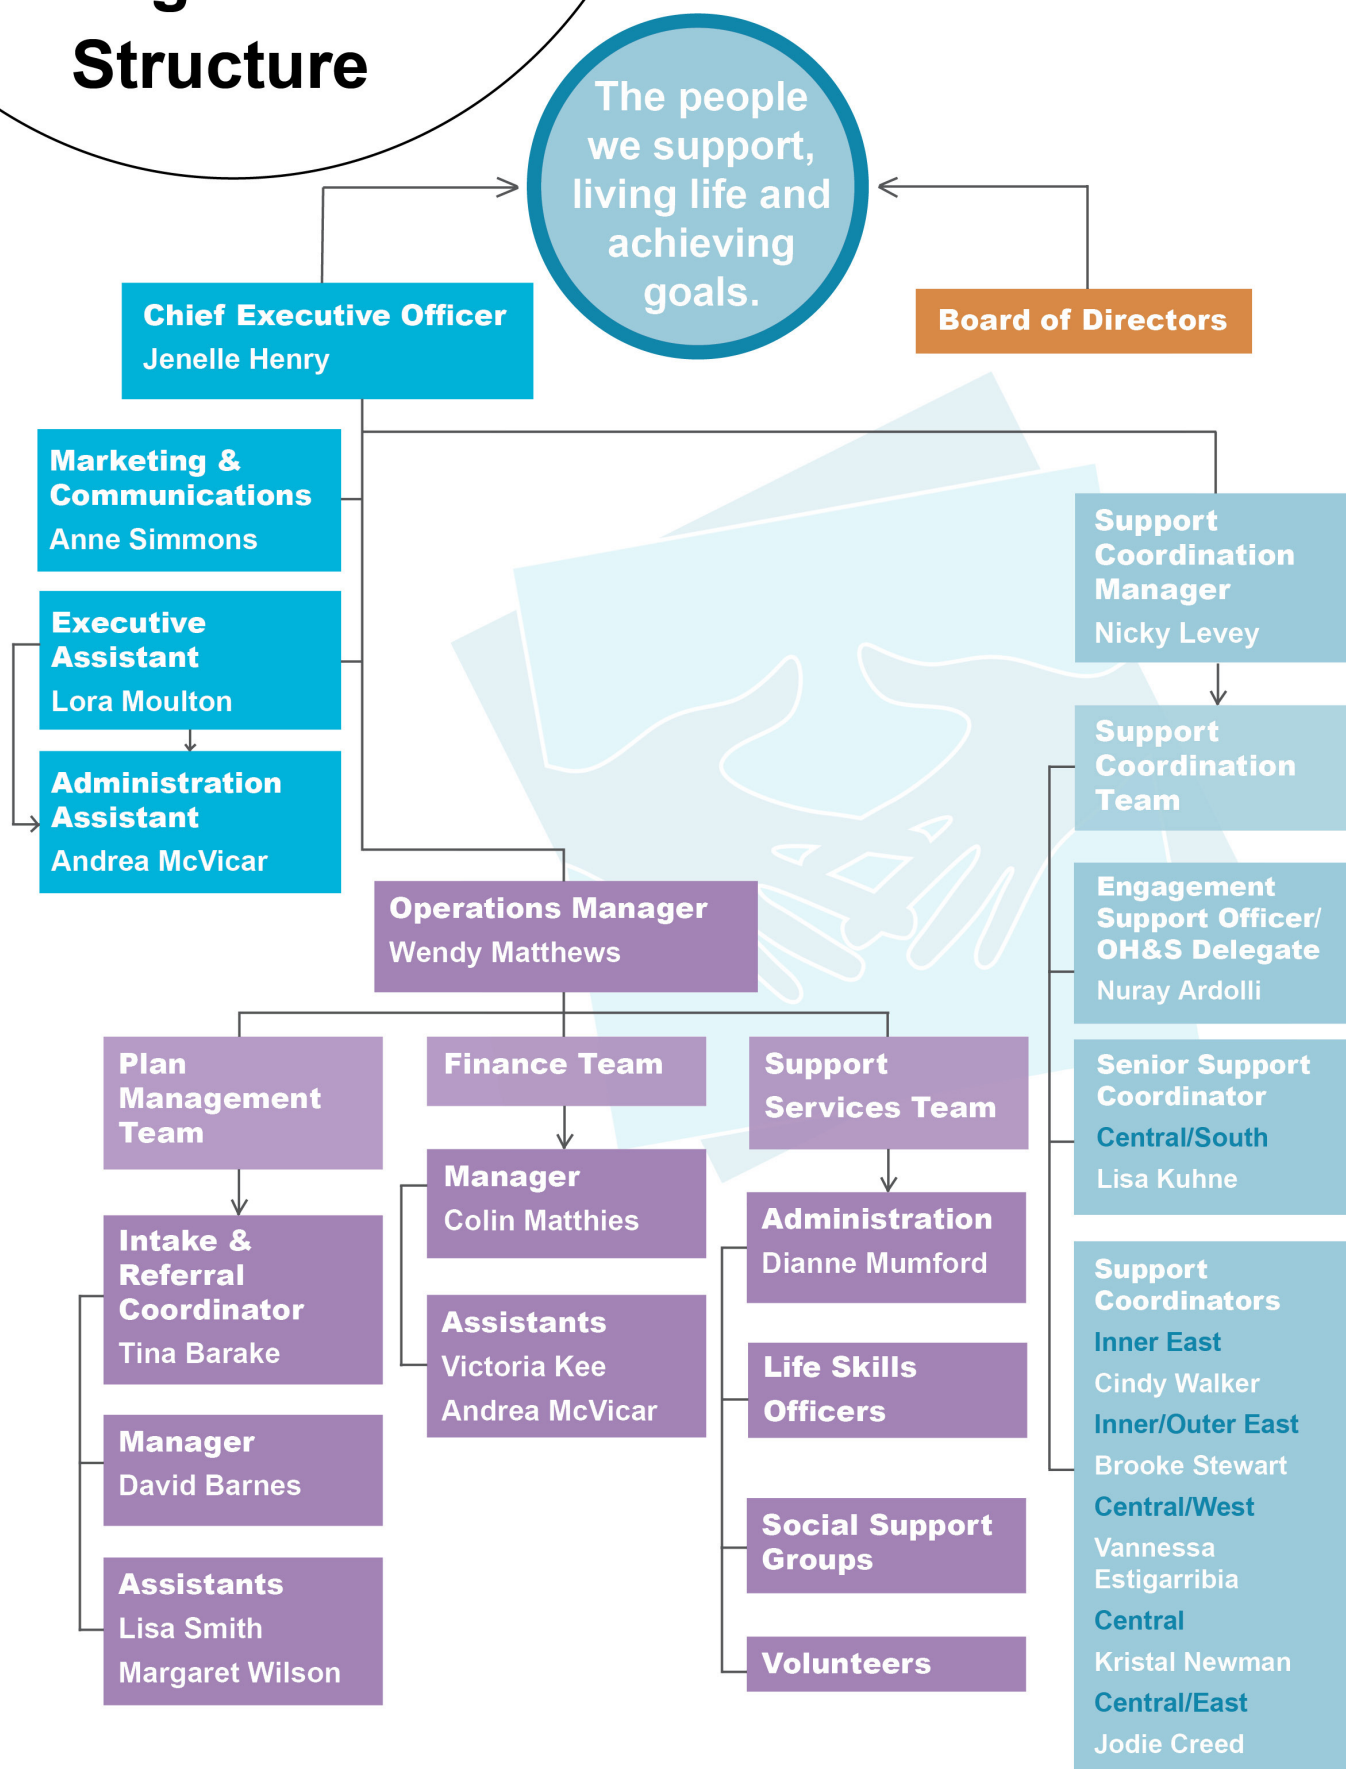 Structure
The people
we support,
living life and
achieving
goals.
Chief Executive Officer
Jenelle Henry
Board of Directors
Marketing &
Communications
Anne Simmons
Executive
Assistant
Lora Moulton
Administration
Assistant
Andrea McVicar
Support
Coordination
Manager
Nicky Levey
Support
Coordination
Team
Engagement
Support Officer/
OH&S Delegate
Nuray Ardolli
Senior Support
Coordinator
Central/South
Lisa Kuhne
Support
Coordinators
Inner East
Cindy Walker
Inner/Outer East
Brooke Stewart
Central/West
Vannessa
Estigarribia
Central
Kristal Newman
Central/East
Jodie Creed
Operations Manager
Wendy Matthews
Plan
Management
Team
Intake &
Referral
Coordinator
Tina Barake
Manager
David Barnes
Assistants
Lisa Smith
Margaret Wilson
Finance Team
Manager
Colin Matthies
Assistants
Victoria Kee
Andrea McVicar
Support
Services Team
Administration
Dianne Mumford
Life Skills
Officers
Social Support
Groups
Volunteers